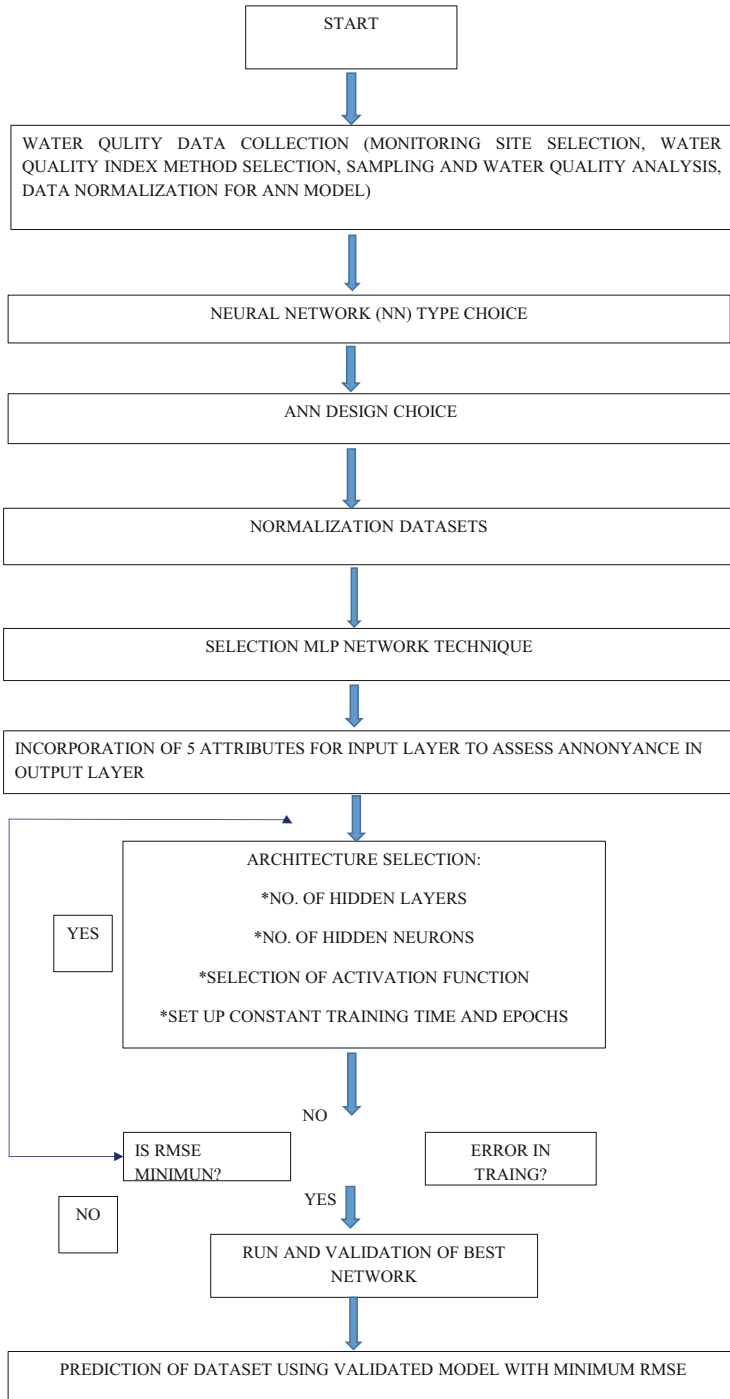 START
WATER QULITY DATA COLLECTION (MONITORING SITE SELECTION, WATER
QUALITY INDEX METHOD SELECTION, SAMPLING AND WATER QUALITY ANALYSIS,
DATA NORMALIZATION FOR ANN MODEL)
NEURAL NETWORK (NN) TYPE CHOICE
ANN DESIGN CHOICE
NORMALIZATION DATASETS
SELECTION MLP NETWORK TECHNIQUE
INCORPORATION OF 5 ATTRIBUTES FOR INPUT LAYER TO ASSESS ANNONYANCE IN
OUTPUT LAYER
ARCHITECTURE SELECTION:
*NO. OF HIDDEN LAYERS
*NO. OF HIDDEN NEURONS
*SELECTION OF ACTIVATION FUNCTION
*SET UP CONSTANT TRAINING TIME AND EPOCHS
YES
NO
IS RMSE
MINIMUN?
ERROR IN
TRAING?
NO
YES
RUN AND VALIDATION OF BEST
NETWORK
PREDICTION OF DATASET USING VALIDATED MODEL WITH MINIMUM RMSE